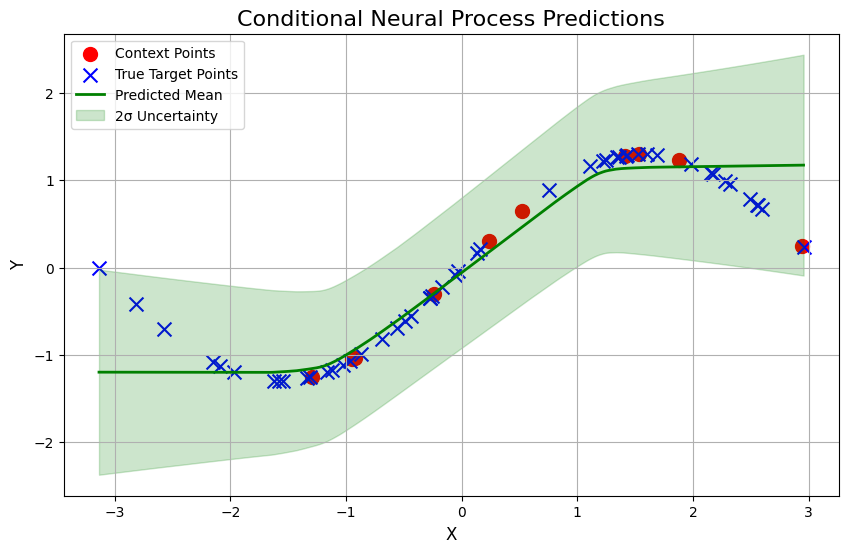 Conditional Neural Process Predictions
Context Points
True Target Points
Predicted Mean
2σ Uncertainty
2
1
0
−1
−2
Y
−3 −2 −1 0 1 2 3
X